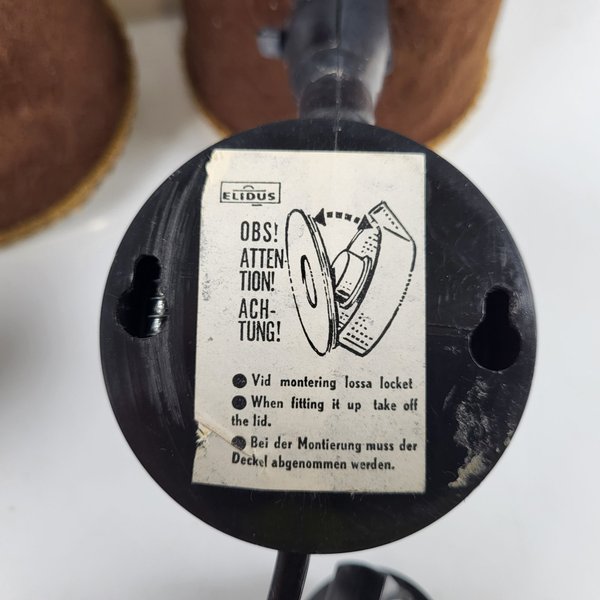 ELIDUS
OBS!
ATTEN-
TION!
ACH-
TUNG!
● Vid montering lossa locket
● When fitting it up take off
the lid.
● Bei der Montierung muss der
Deckel abgenommen werden.